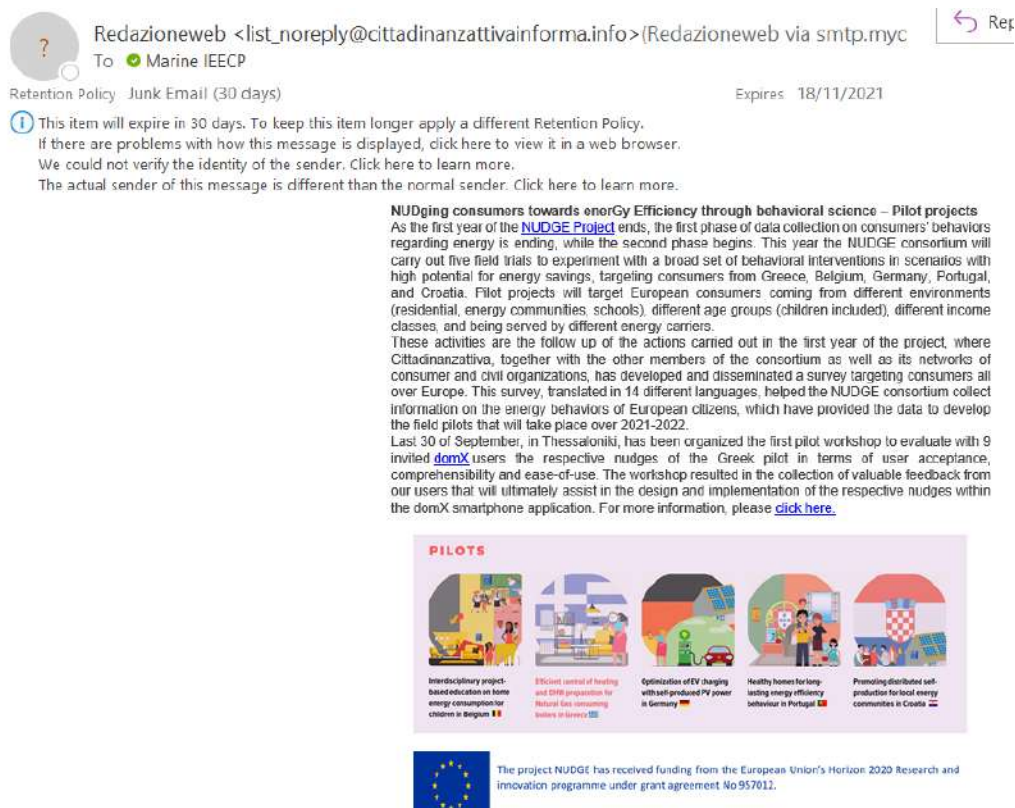 Rep
?
Redazioneweb <list_noreply@cittadinanzattivainforma.info>(Redazioneweb via smtp.myc
To Marine IEECP
Retention Policy Junk Email (30 days) Expires 18/11/2021
This item will expire in 30 days. To keep this item longer apply a different Retention Policy.
If there are problems with how this message is displayed, click here to view it in a web browser.
We could not verify the identity of the sender. Click here to learn more.
The actual sender of this message is different than the normal sender. Click here to learn more.
NUDging consumers towards enerGy Efficiency through behavioral science – Pilot projects
As the first year of the NUDGE Project ends, the first phase of data collection on consumers' behaviors
regarding energy is ending, while the second phase begins. This year the NUDGE consortium will
carry out five field trials to experiment with a broad set of behavioral interventions in scenarios with
high potential for energy savings, targeting consumers from Greece, Belgium, Germany, Portugal,
and Croatia. Pilot projects will target European consumers coming from different environments
(residential, energy communities, schools), different age groups (children included), different income
classes, and being served by different energy carriers.
These activities are the follow up of the actions carried out in the first year of the project, where
Cittadinanzattiva, together with the other members of the consortium as well as its networks of
consumer and civil organizations, has developed and disseminated a survey targeting consumers all
over Europe. This survey, translated in 14 different languages, helped the NUDGE consortium collect
information on the energy behaviors of European citizens, which have provided the data to develop
the field pilots that will take place over 2021-2022.
Last 30 of September, in Thessaloniki, has been organized the first pilot workshop to evaluate with 9
invited domX users the respective nudges of the Greek pilot in terms of user acceptance,
comprehensibility and ease-of-use. The workshop resulted in the collection of valuable feedback from
our users that will ultimately assist in the design and implementation of the respective nudges within
the domX smartphone application. For more information, please click here.
PILOTS
Interdisciplinary project-
based education on home
energy consumption for
children in Belgium
Efficient control of heating
and DHW preparation for
Natural Gas consuming
boilers in Greece
Optimization of EV charging
with self-produced PV power
in Germany
Healthy homes for long-
lasting energy efficiency
behaviour in Portugal
Promoting distributed self-
production for local energy
communities in Croatia
The project NUDGE has received funding from the European Union's Horizon 2020 Research and
innovation programme under grant agreement No 957012.